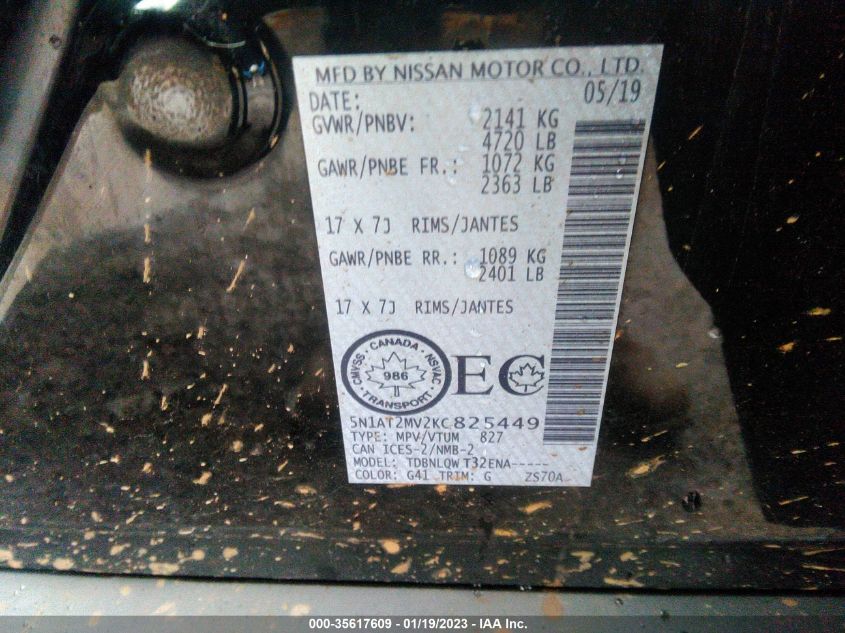 MFD BY NISSAN MOTOR CO., LTD.
DATE: 05/19
GVWR/PNBV: 2141 KG
4720 LB
GAWR/PNBE FR.: 1072 KG
2363 LB
17 X 7J RIMS/JANTES
GAWR/PNBE RR.: 1089 KG
2401 LB
17 X 7J RIMS/JANTES
CMVSS · CANADA · NSVAC
986
· TRANSPORT ·
EC
5N1AT2MV2KC825449
TYPE: MPV/VTUM 827
CAN ICES-2/NMB-2
MODEL: TDBNLQW T32ENA-----
COLOR: G41 TRIM: G ZS70A
000-35617609 - 01/19/2023 - IAA Inc.